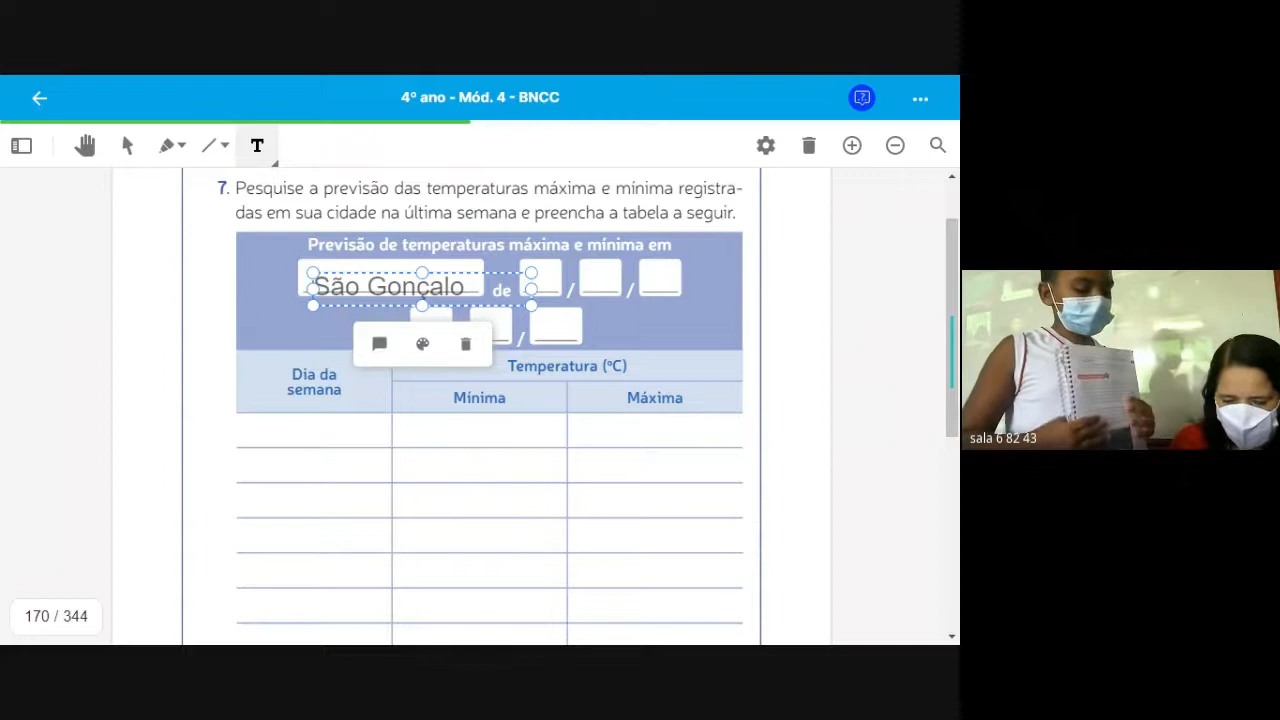 4º ano - Mód. 4 - BNCC
T
7. Pesquise a previsão das temperaturas máxima e mínima registra-
das em sua cidade na última semana e preencha a tabela a seguir.
Previsão de temperaturas máxima e mínima em
São Gonçalo de / /
/
Dia da
semana
Temperatura (ºC)
Mínima
Máxima
170 / 344
sala 6 82 43